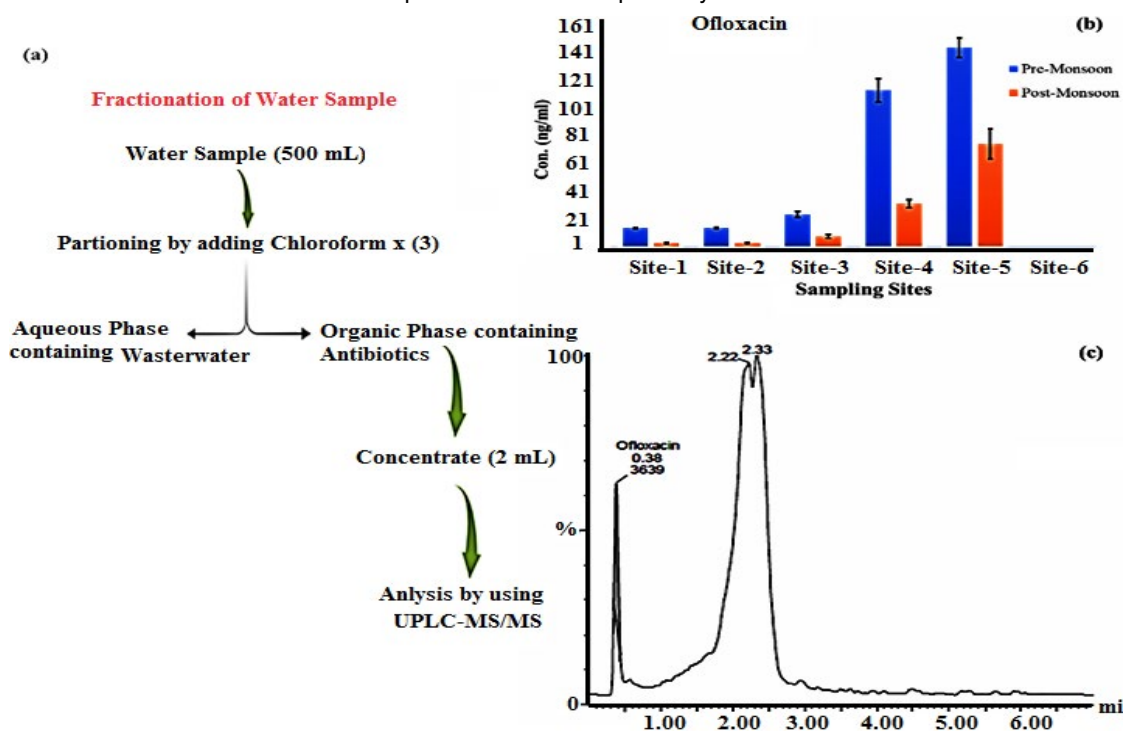 (a)
Fractionation of Water Sample
Water Sample (500 mL)
Partioning by adding Chloroform x (3)
Aqueous Phase
containing Wasterwater
Organic Phase containing
Antibiotics
Concentrate (2 mL)
Anlysis by using
UPLC-MS/MS
Ofloxacin
(b)
Con. (ng/ml)
161
141
121
101
81
61
41
21
1
Pre-Monsoon
Post-Monsoon
Site-1 Site-2 Site-3 Site-4 Site-5 Site-6
Sampling Sites
(c)
100
%
0
Ofloxacin
0.38
3639
2.22 2.33
1.00 2.00 3.00 4.00 5.00 6.00 mi